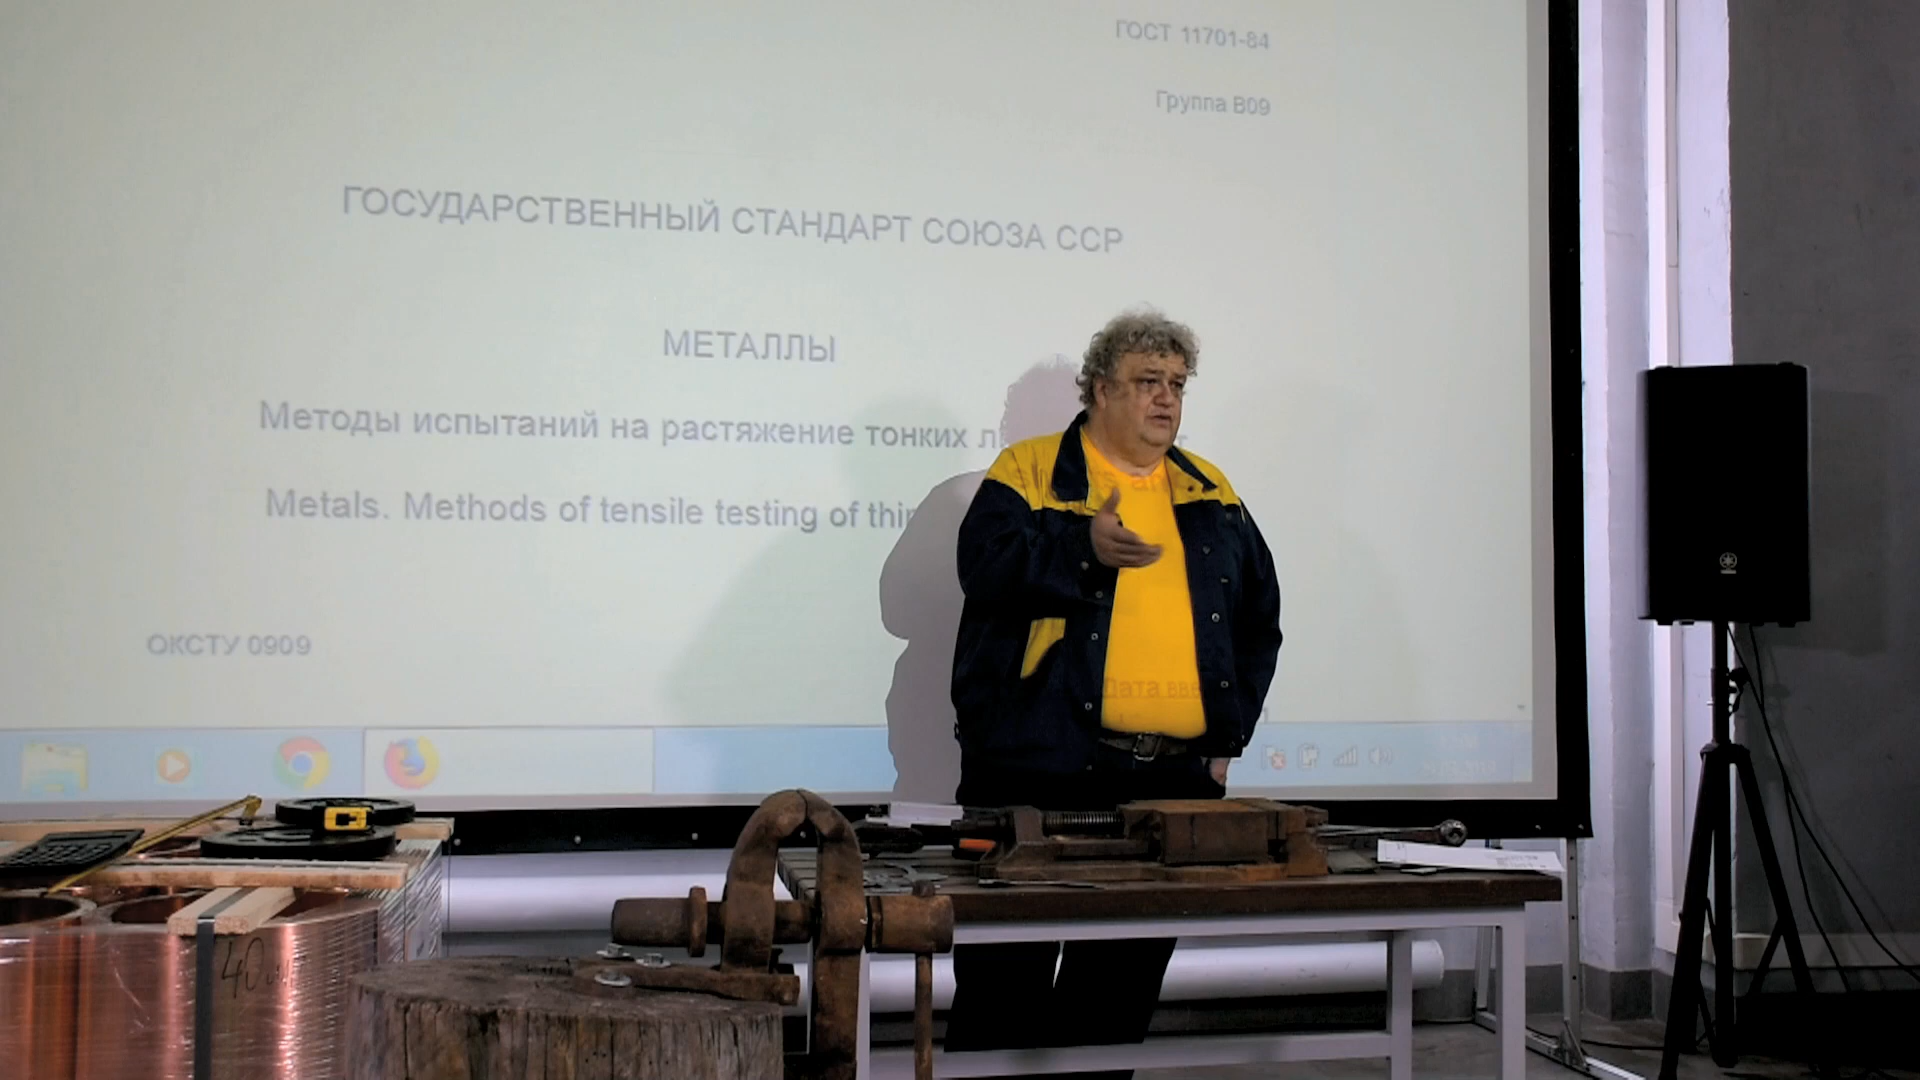 ГОСТ 11701-84
Группа В09
ГОСУДАРСТВЕННЫЙ СТАНДАРТ СОЮЗА ССР
МЕТАЛЛЫ
Методы испытаний на растяжение тонких
Metals. Methods of tensile testing of
ОКСТУ 0909
Дата